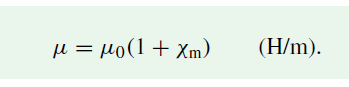 μ = μ₀(1 + χₘ) (H/m).